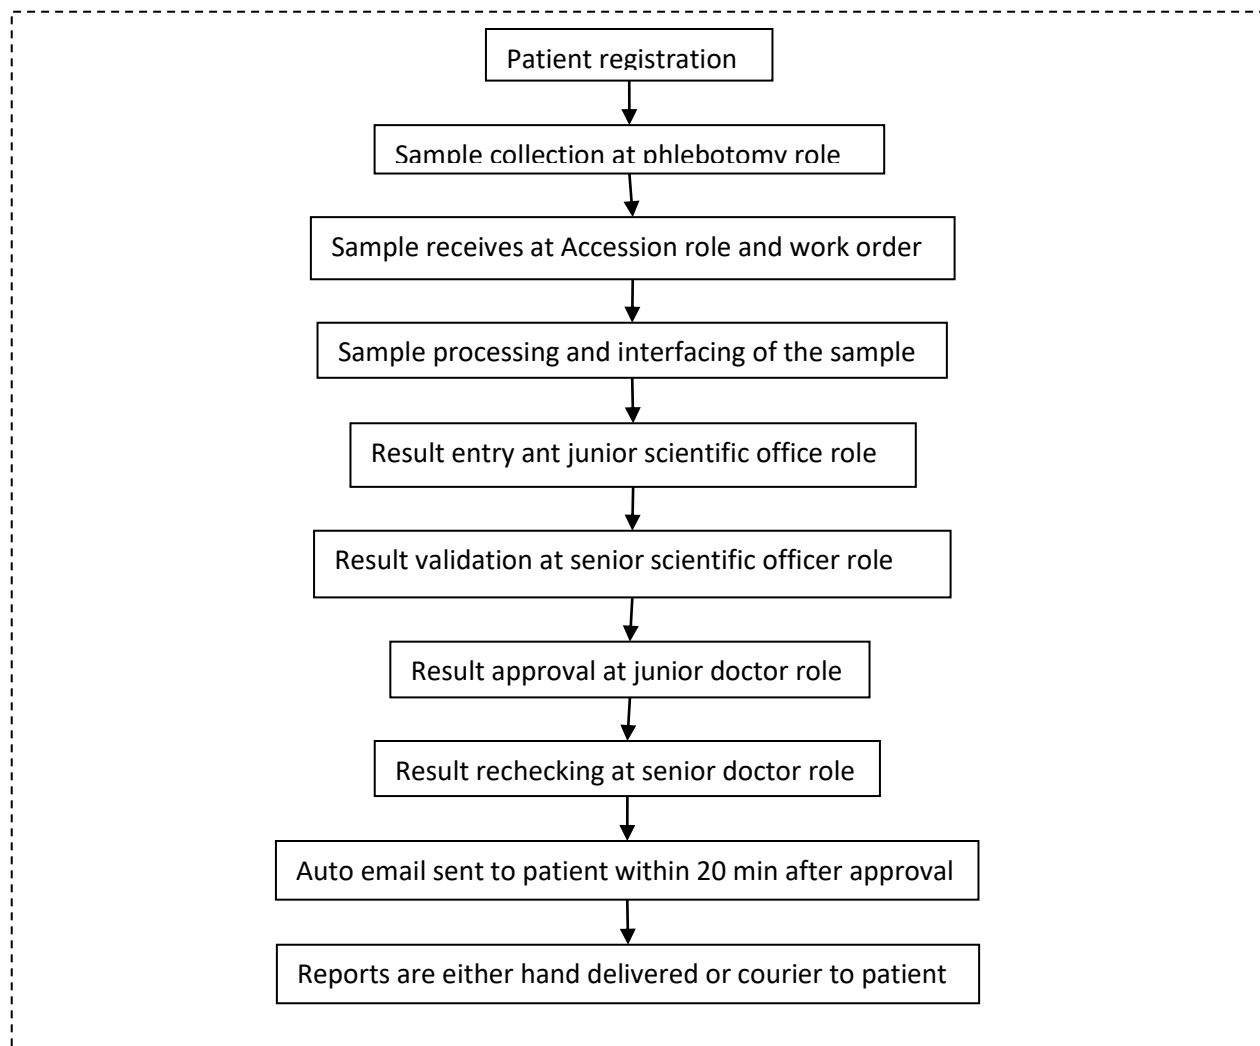 Patient registration
Sample collection at phlebotomy role
Sample receives at Accession role and work order
Sample processing and interfacing of the sample
Result entry ant junior scientific office role
Result validation at senior scientific officer role
Result approval at junior doctor role
Result rechecking at senior doctor role
Auto email sent to patient within 20 min after approval
Reports are either hand delivered or courier to patient